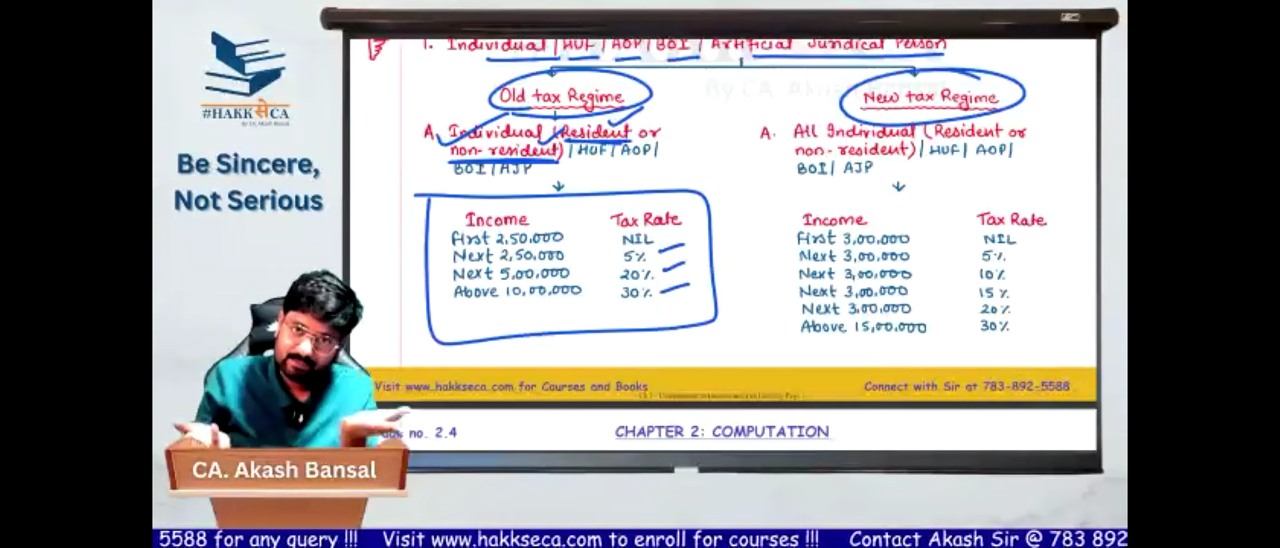 1. Individual / HUF / AOP / BOI / Artificial Juridical Person
Old tax Regime
A. Individual (Resident or
non-resident) / HUF / AOP /
BOI / AJP
Income Tax Rate
First 2,50,000 NIL
Next 2,50,000 5%
Next 5,00,000 20%
Above 10,00,000 30%
New tax Regime
A. All Individual (Resident or
non-resident) / HUF / AOP /
BOI / AJP
Income Tax Rate
First 3,00,000 NIL
Next 3,00,000 5%
Next 3,00,000 10%
Next 3,00,000 15%
Next 3,00,000 20%
Above 15,00,000 30%
#HAKKसेCA
By CA. Akash Bansal
Be Sincere,
Not Serious
By CA. Akash
Visit www.hakkseca.com for Courses and Books
Connect with Sir at 783-892-5588
no. 2.4
CHAPTER 2: COMPUTATION
CA. Akash Bansal
5588 for any query !!! Visit www.hakkseca.com to enroll for courses !!! Contact Akash Sir @ 783 892